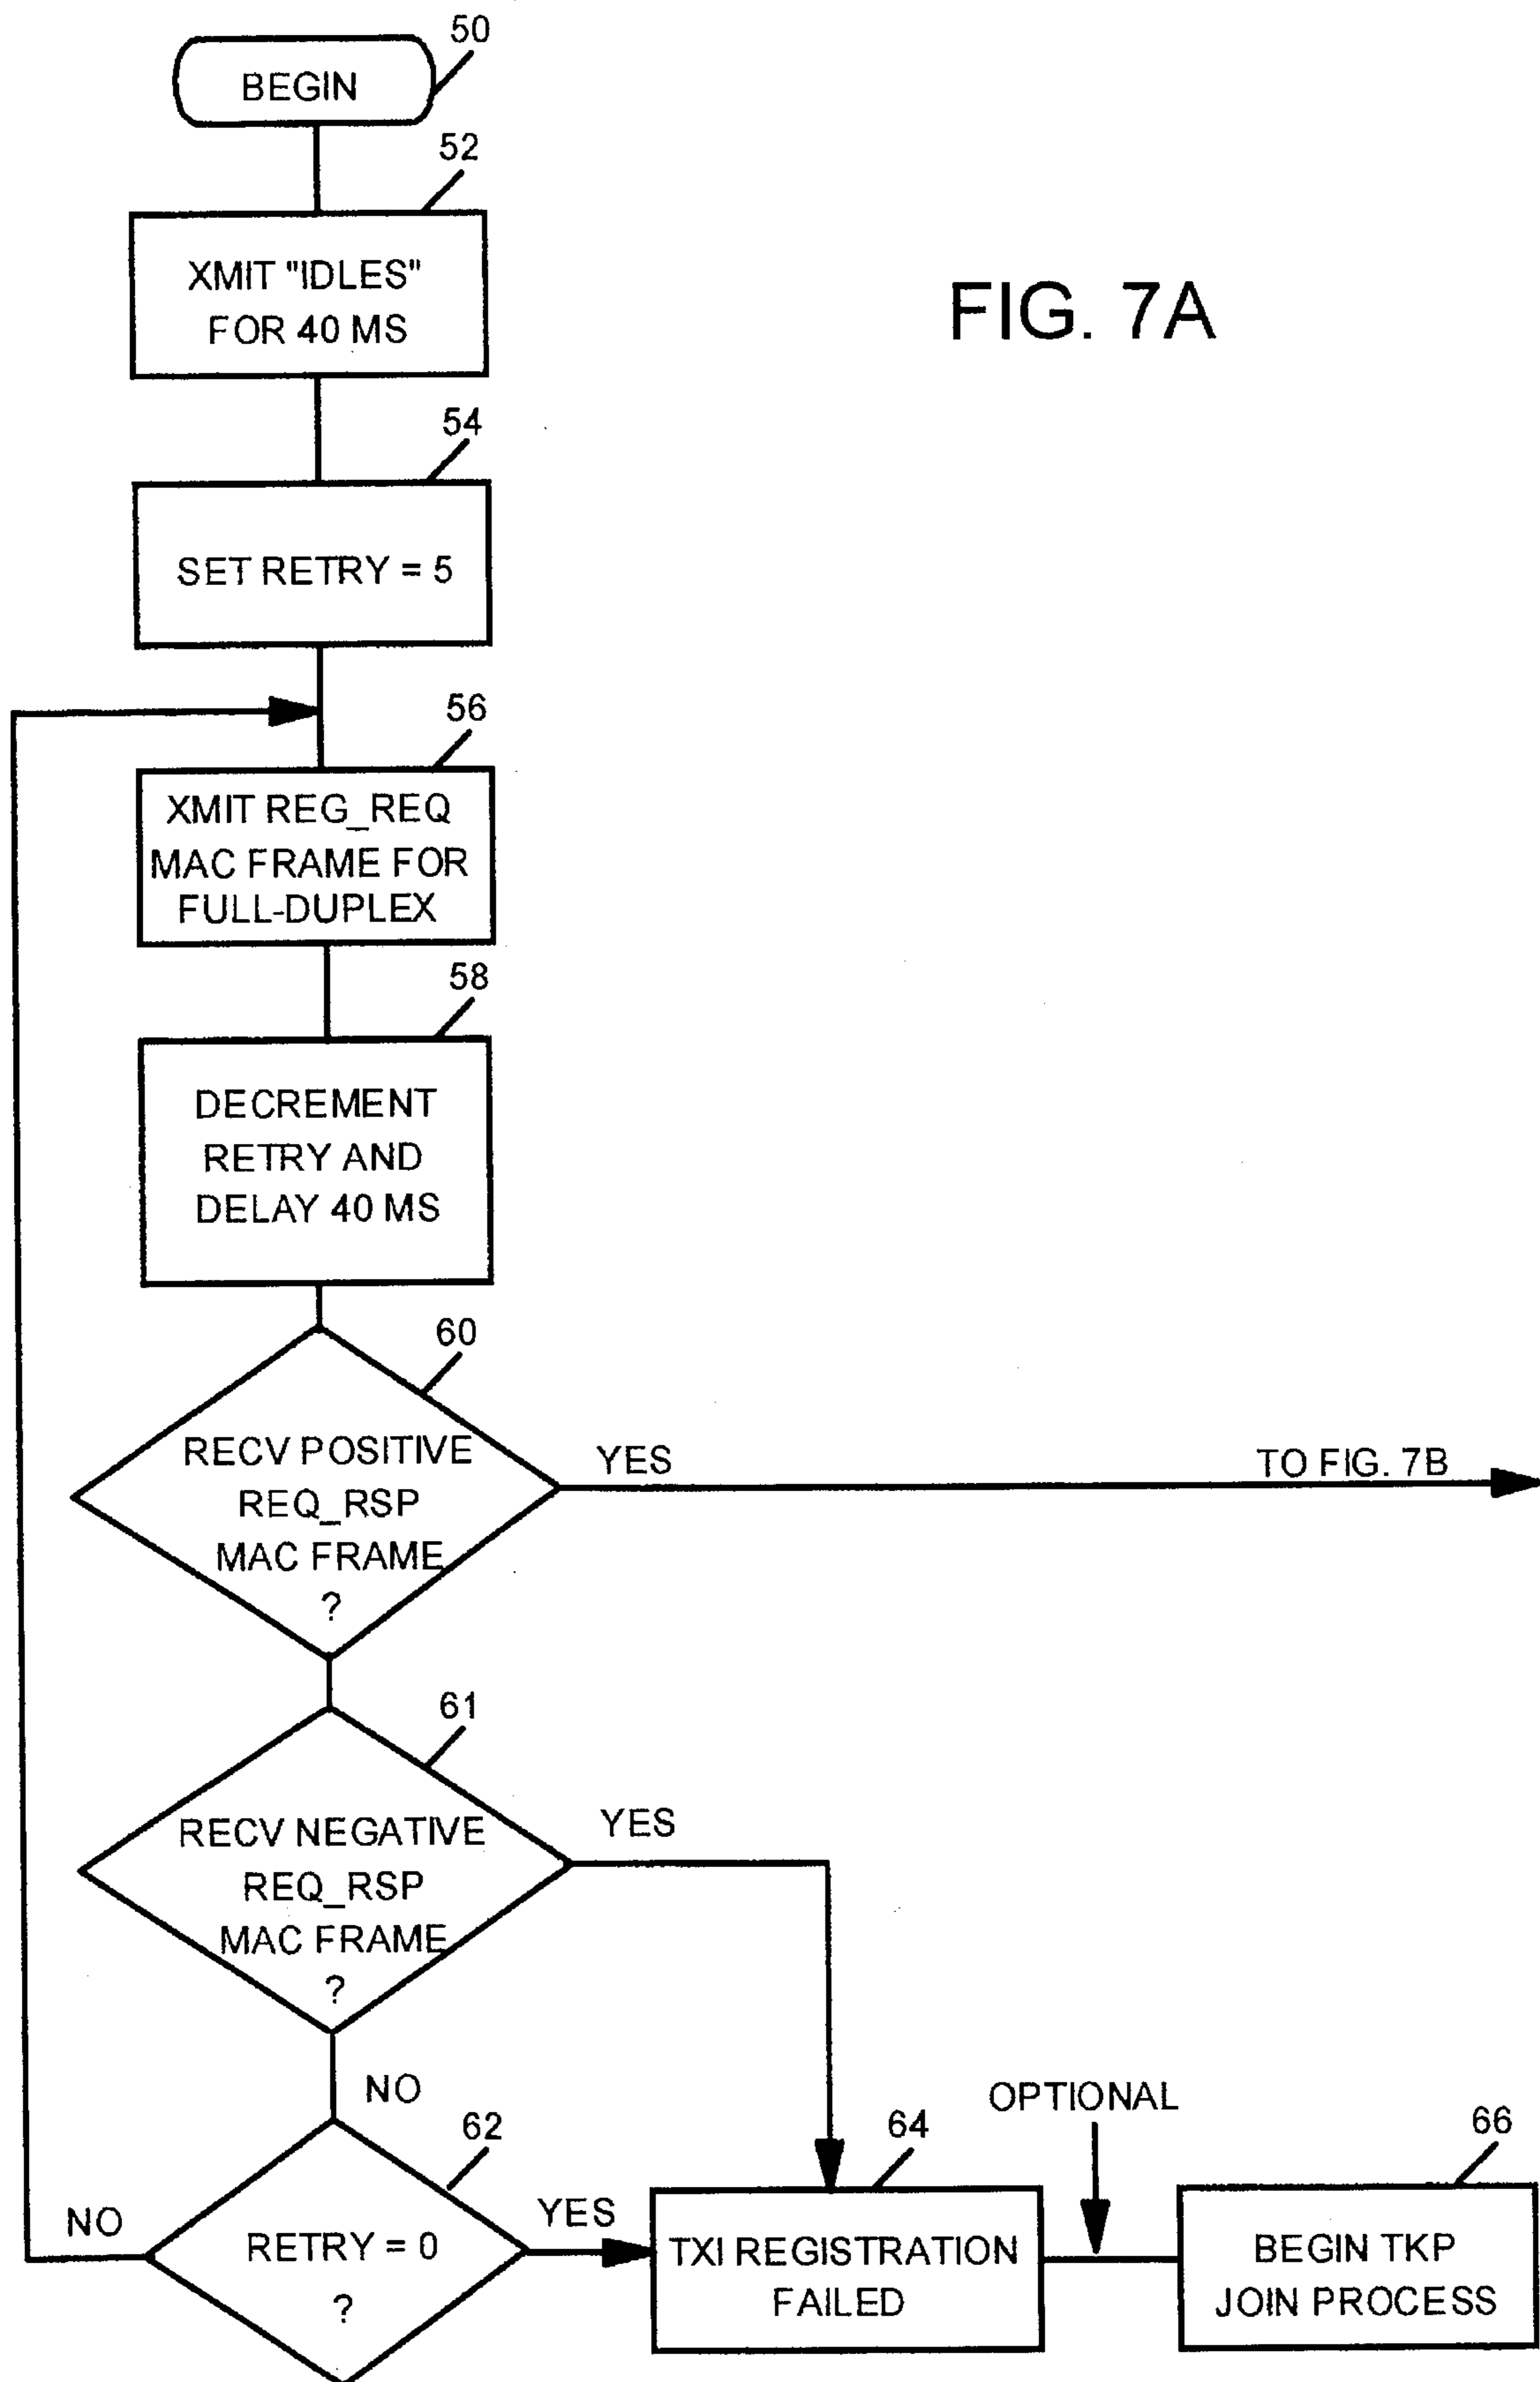 50
BEGIN
52
XMIT "IDLES"
FOR 40 MS
FIG. 7A
54
SET RETRY = 5
56
XMIT REG_REQ
MAC FRAME FOR
FULL-DUPLEX
58
DECREMENT
RETRY AND
DELAY 40 MS
60
RECV POSITIVE
REQ_RSP
MAC FRAME
?
YES
TO FIG. 7B
61
RECV NEGATIVE
REQ_RSP
MAC FRAME
?
YES
NO
62
RETRY = 0
?
NO
YES
64
TXI REGISTRATION
FAILED
OPTIONAL
66
BEGIN TKP
JOIN PROCESS